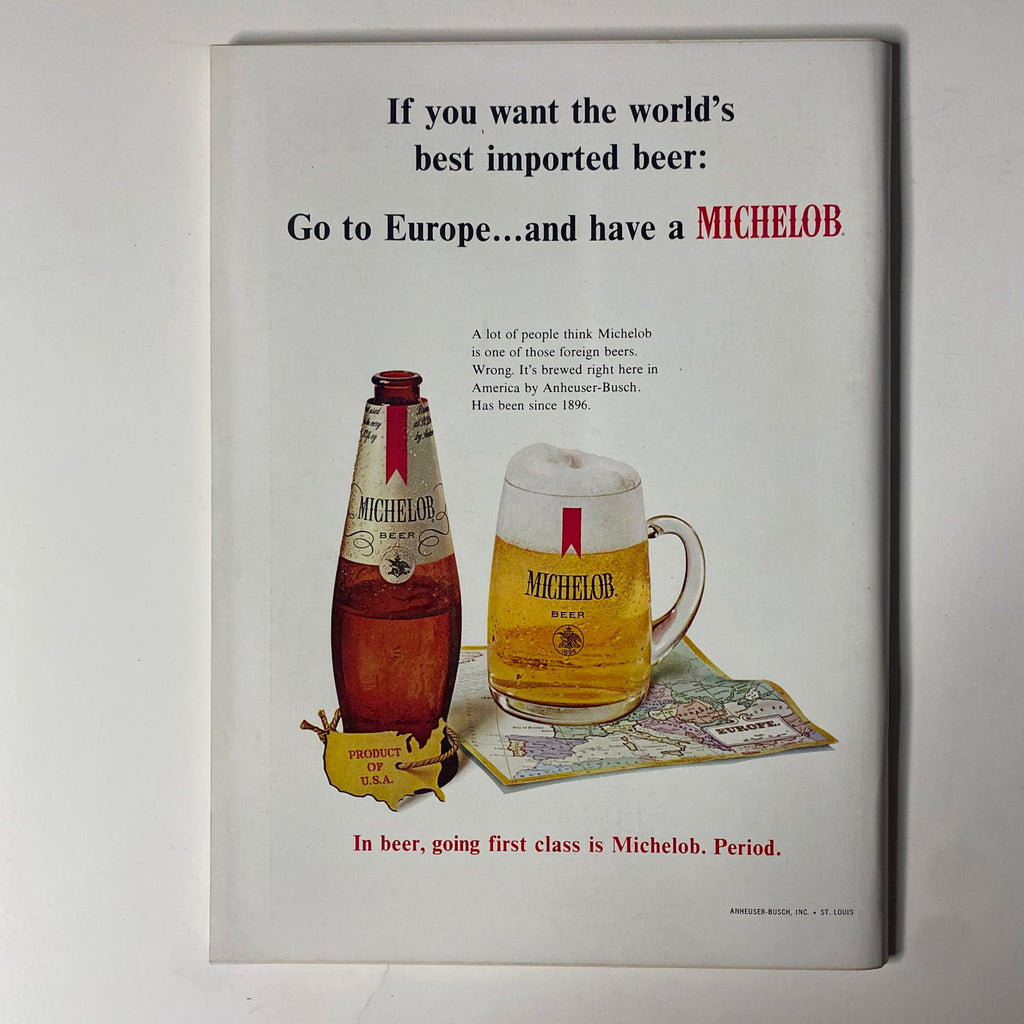 If you want the world's
best imported beer:
Go to Europe...and have a MICHELOB.
A lot of people think Michelob
is one of those foreign beers.
Wrong. It's brewed right here in
America by Anheuser-Busch.
Has been since 1896.
MICHELOB
BEER
MICHELOB
BEER
1896
EUROPE
PRODUCT
OF
U.S.A.
In beer, going first class is Michelob. Period.
ANHEUSER-BUSCH, INC. • ST. LOUIS